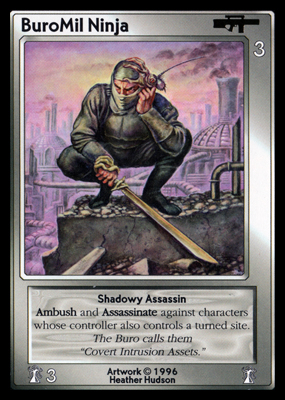 BuroMil Ninja
3
Shadowy Assassin
Ambush and Assassinate against characters
whose controller also controls a turned site.
The Buro calls them
"Covert Intrusion Assets."
3
Artwork © 1996
Heather Hudson